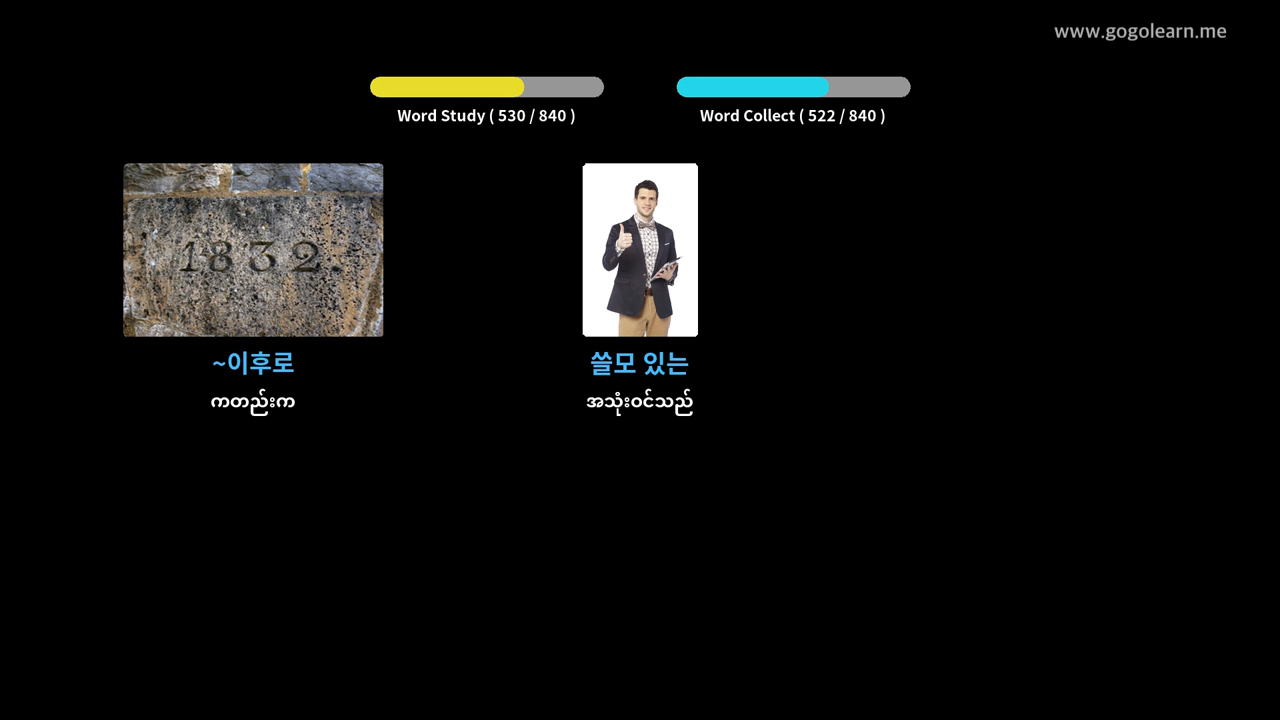 www.gogolearn.me
Word Study ( 530 / 840 )
Word Collect ( 522 / 840 )
1832.
~이후로
쓸모 있는
ကတည်းက
အသုံးဝင်သည်